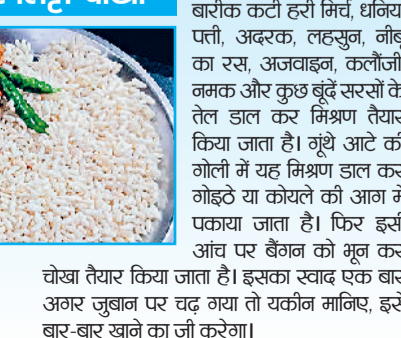 लिट्टी चोखा
बारीक कटी हरी मिर्च, धनिया
पत्ती, अदरक, लहसुन, नीबू
का रस, अजवाइन, कलौंजी
नमक और कुछ बूंदें सरसों के
तेल डाल कर मिश्रण तैयार
किया जाता है। गूंथे आटे की
गोली में यह मिश्रण डाल कर
गोइठे या कोयले की आग में
पकाया जाता है। फिर इसी
आंच पर बैंगन को भून कर
चोखा तैयार किया जाता है। इसका स्वाद एक बार
अगर जुबान पर चढ़ गया तो यकीन मानिए, इसे
बार-बार खाने का जी करेगा।